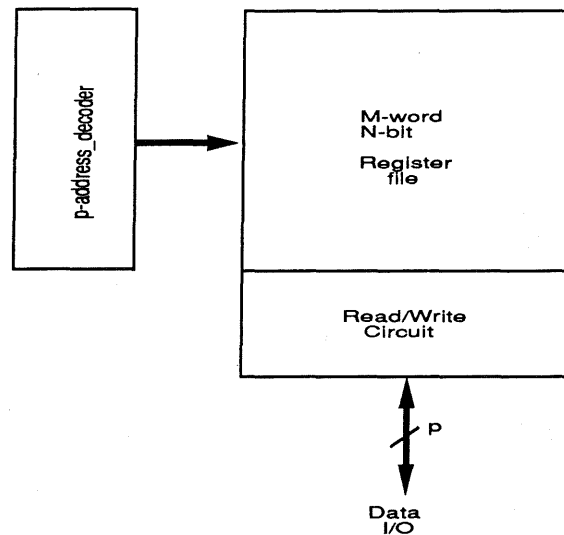 p-address_decoder
M-word
N-bit
Register
file
Read/Write
Circuit
p
Data
I/O